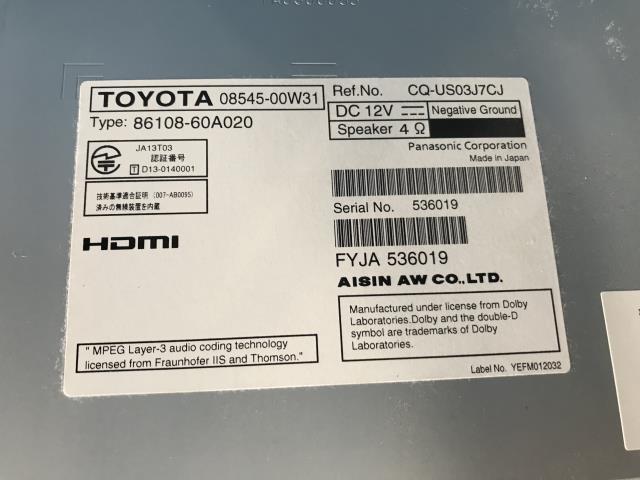 TOYOTA 08545-00W31
Ref.No. CQ-US03J7CJ
Type: 86108-60A020
DC 12V Negative Ground
Speaker 4 Ω
Panasonic Corporation
Made in Japan
JA13T03
認証番号
T D13-0140001
技術基準適合証明 (007-AB0095)
済みの無線装置を内蔵
Serial No. 536019
HDMI
FYJA 536019
AISIN AW CO.,LTD.
Manufactured under license from Dolby
Laboratories.Dolby and the double-D
symbol are trademarks of Dolby
Laboratories.
" MPEG Layer-3 audio coding technology
licensed from Fraunhofer IIS and Thomson."
Label No. YEFM012032